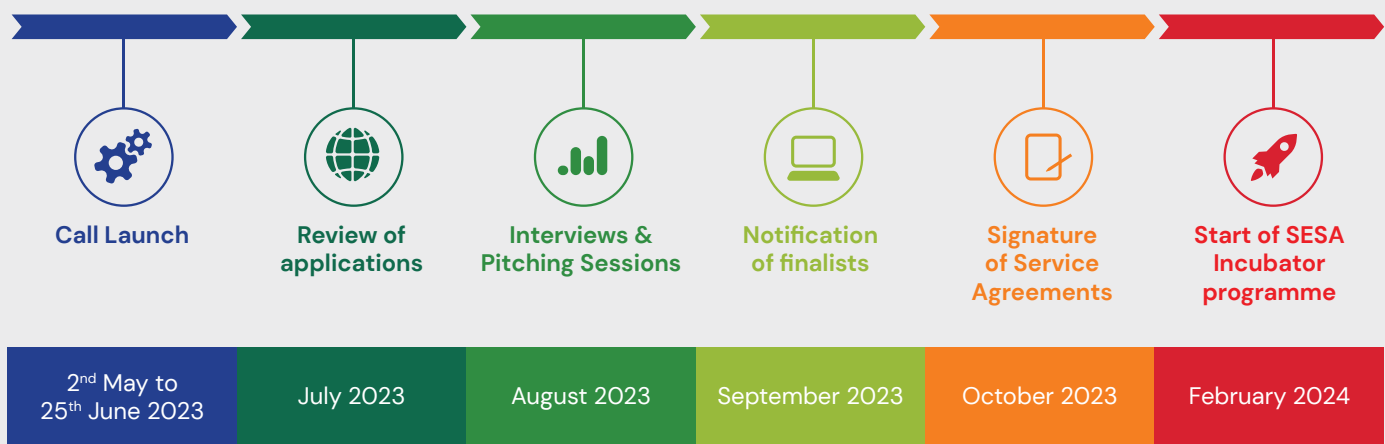 Call Launch
Review of
applications
Interviews &
Pitching Sessions
Notification
of finalists
Signature
of Service
Agreements
Start of SESA
Incubator
programme
2nd May to
25th June 2023
July 2023
August 2023
September 2023
October 2023
February 2024